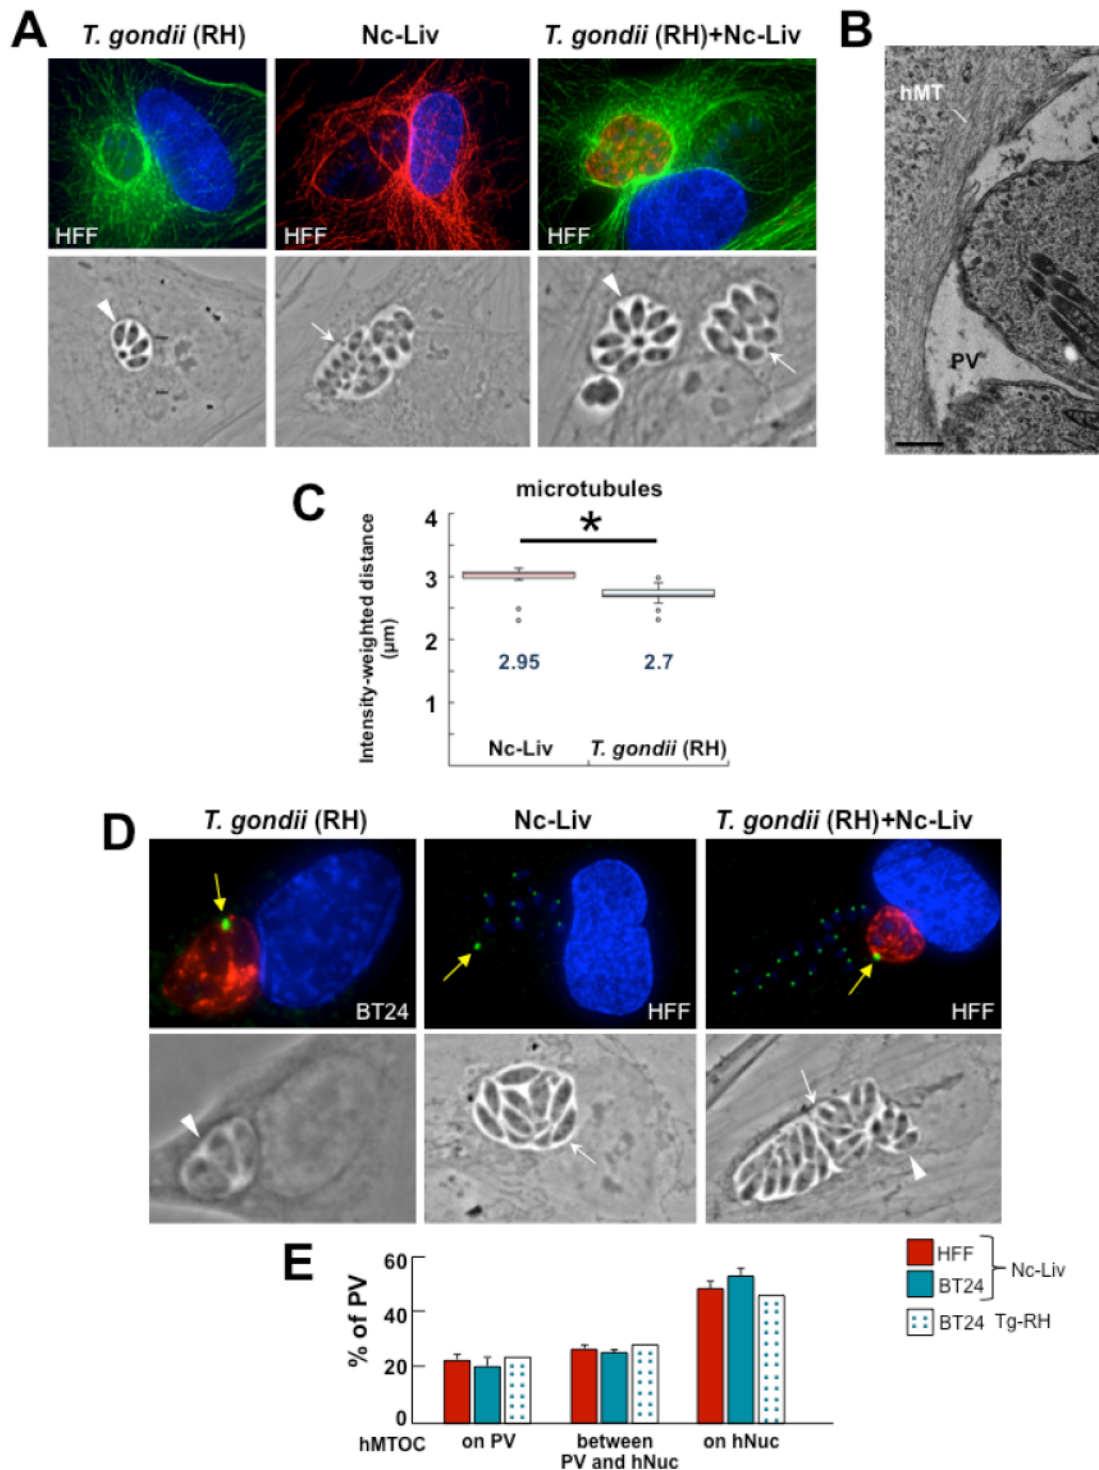 A
T. gondii (RH)
Nc-Liv
T. gondii (RH)+Nc-Liv
HFF
HFF
HFF
B
hMT
PV
C
microtubules
*
Intensity-weighted distance
(µm)
4
3
2
1
2.95
2.7
Nc-Liv
T. gondii (RH)
D
T. gondii (RH)
Nc-Liv
T. gondii (RH)+Nc-Liv
BT24
HFF
HFF
E
% of PV
60
40
20
0
hMTOC
on PV
between
PV and hNuc
on hNuc
HFF
BT24
Nc-Liv
BT24 Tg-RH